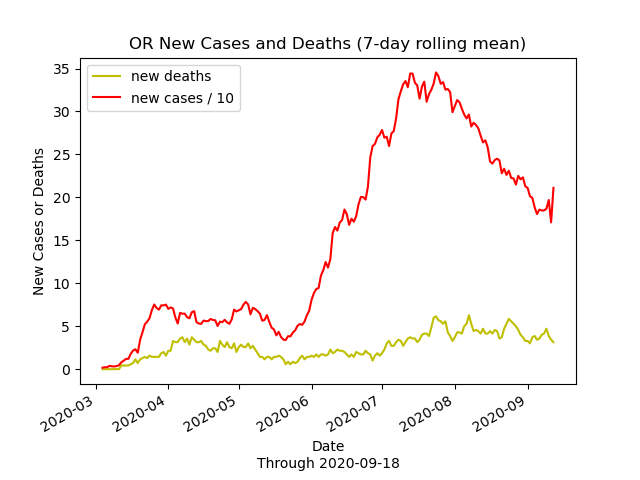 OR New Cases and Deaths (7-day rolling mean)
new deaths
new cases / 10
35
30
25
20
15
10
5
0
New Cases or Deaths
2020-03
2020-04
2020-05
2020-06
2020-07
2020-08
2020-09
Date
Through 2020-09-18